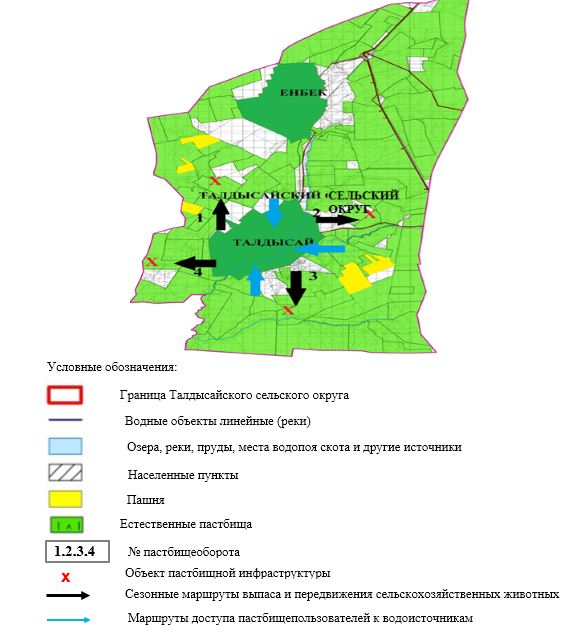 ЕНБЕК
X
ТАЛДЫСАЙСКИЙ СЕЛЬСКИЙ
ОКРУГ
1
2
X
ТАЛДЫСАЙ
X
4
3
X
Условные обозначения:
Граница Талдысайского сельского округа
Водные объекты линейные (реки)
Озера, реки, пруды, места водопоя скота и другие источники
Населенные пункты
Пашня
Естественные пастбища
1.2.3.4 № пастбищеоборота
X Объект пастбищной инфраструктуры
Сезонные маршруты выпаса и передвижения сельскохозяйственных животных
Маршруты доступа пастбищепользователей к водоисточникам